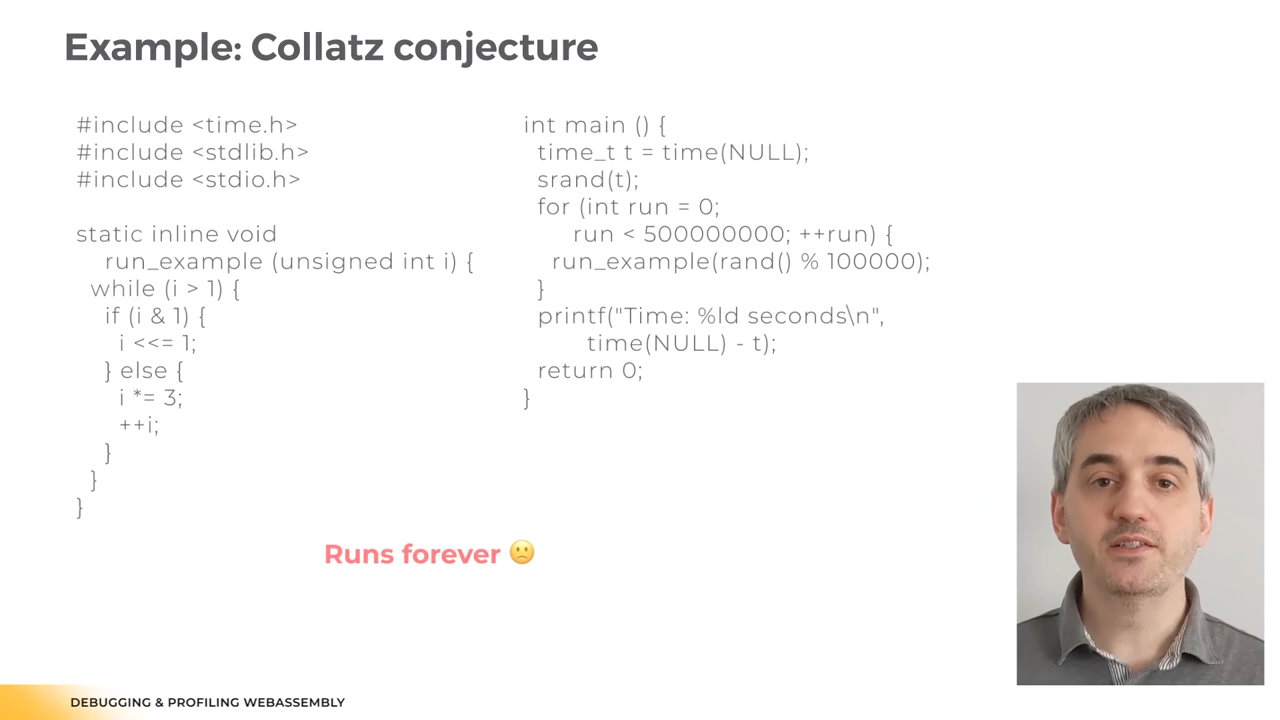 Example: Collatz conjecture
#include <time.h>
#include <stdlib.h>
#include <stdio.h>
static inline void
run_example (unsigned int i) {
while (i > 1) {
if (i & 1) {
i <<= 1;
} else {
i *= 3;
++i;
}
}
}
int main () {
time_t t = time(NULL);
srand(t);
for (int run = 0;
run < 500000000; ++run) {
run_example(rand() % 100000);
}
printf("Time: %ld seconds\n",
time(NULL) - t);
return 0;
}
Runs forever 🙁
DEBUGGING & PROFILING WEBASSEMBLY